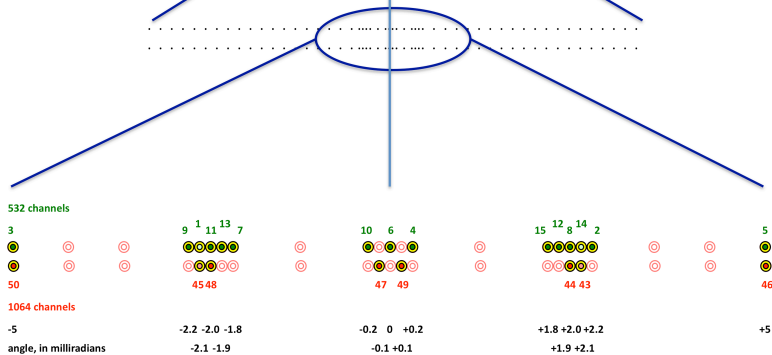 532 channels
3 9 1 11 13 7 10 6 4 15 12 8 14 2 5
50 45 48 47 49 44 43 46
1064 channels
-5 -2.2 -2.0 -1.8 -0.2 0 +0.2 +1.8 +2.0 +2.2 +5
angle, in milliradians -2.1 -1.9 -0.1 +0.1 +1.9 +2.1